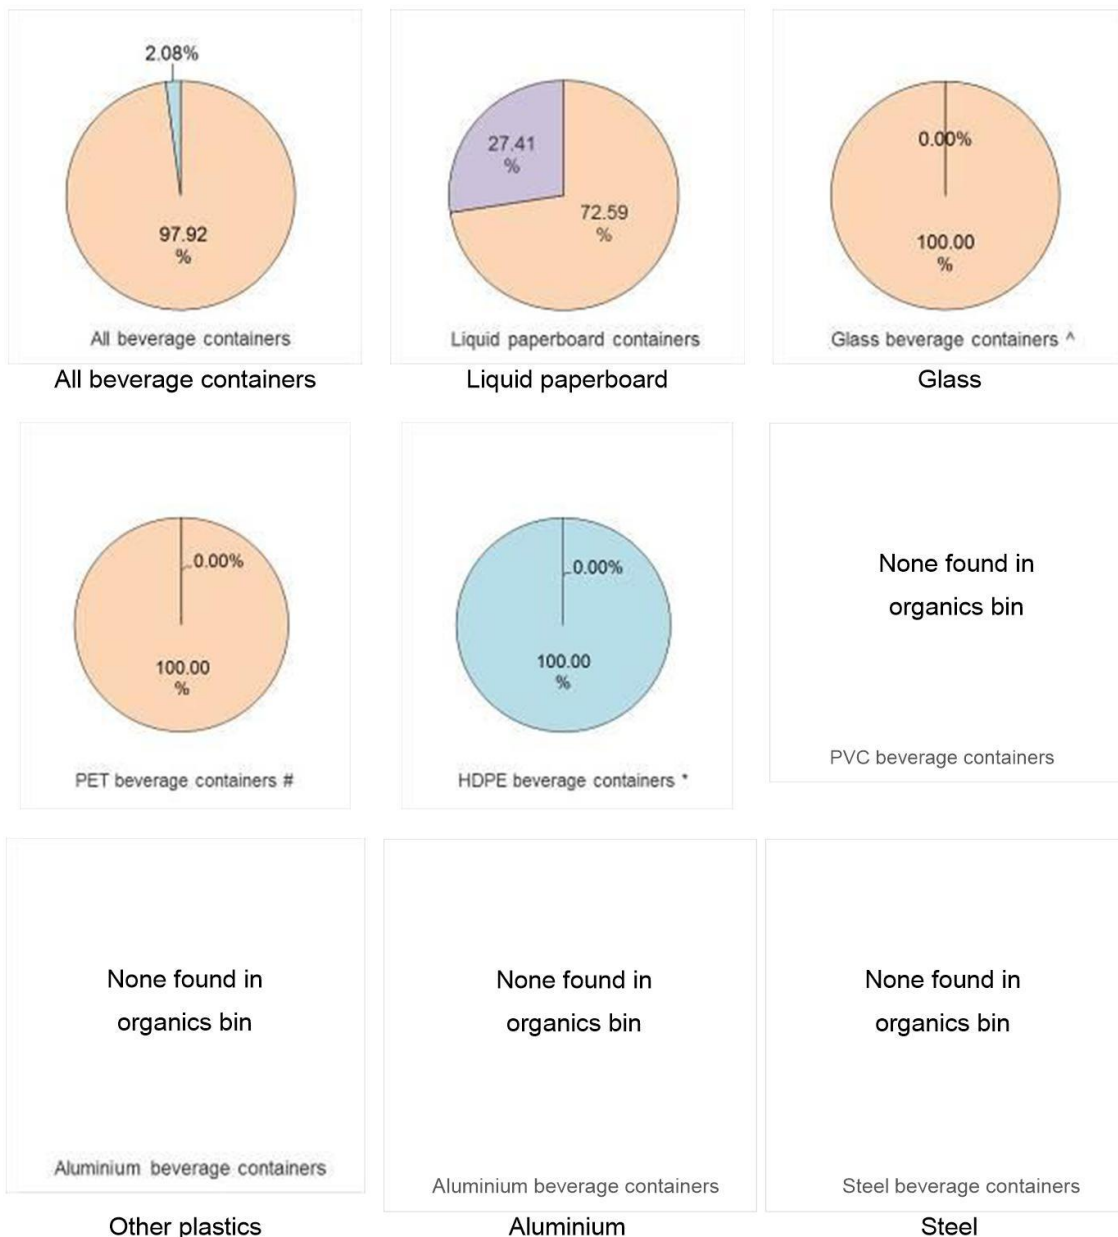 2.08%
97.92
%
All beverage containers
All beverage containers
27.41
%
72.59
%
Liquid paperboard containers
Liquid paperboard
0.00%
100.00
%
Glass beverage containers ^
Glass
0.00%
100.00
%
PET beverage containers #
0.00%
100.00
%
HDPE beverage containers *
None found in
organics bin
PVC beverage containers
None found in
organics bin
Aluminium beverage containers
Other plastics
None found in
organics bin
Aluminium beverage containers
Aluminium
None found in
organics bin
Steel beverage containers
Steel